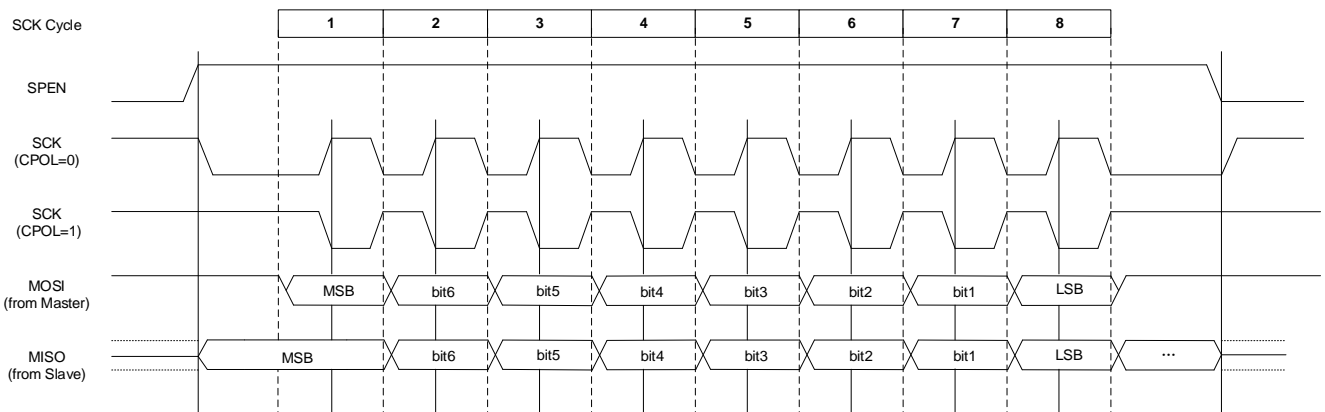 SCK Cycle 1 2 3 4 5 6 7 8
SPEN
SCK
(CPOL=0)
SCK
(CPOL=1)
MOSI
(from Master)
MSB bit6 bit5 bit4 bit3 bit2 bit1 LSB
MISO
(from Slave)
MSB bit6 bit5 bit4 bit3 bit2 bit1 LSB ...